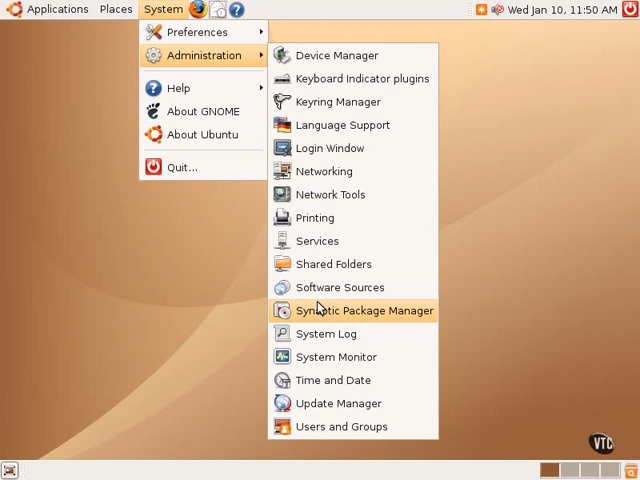 Applications Places System
Wed Jan 10, 11:50 AM
Preferences
Administration
Help
About GNOME
About Ubuntu
Quit...
Device Manager
Keyboard Indicator plugins
Keyring Manager
Language Support
Login Window
Networking
Network Tools
Printing
Services
Shared Folders
Software Sources
Synaptic Package Manager
System Log
System Monitor
Time and Date
Update Manager
Users and Groups
VTC